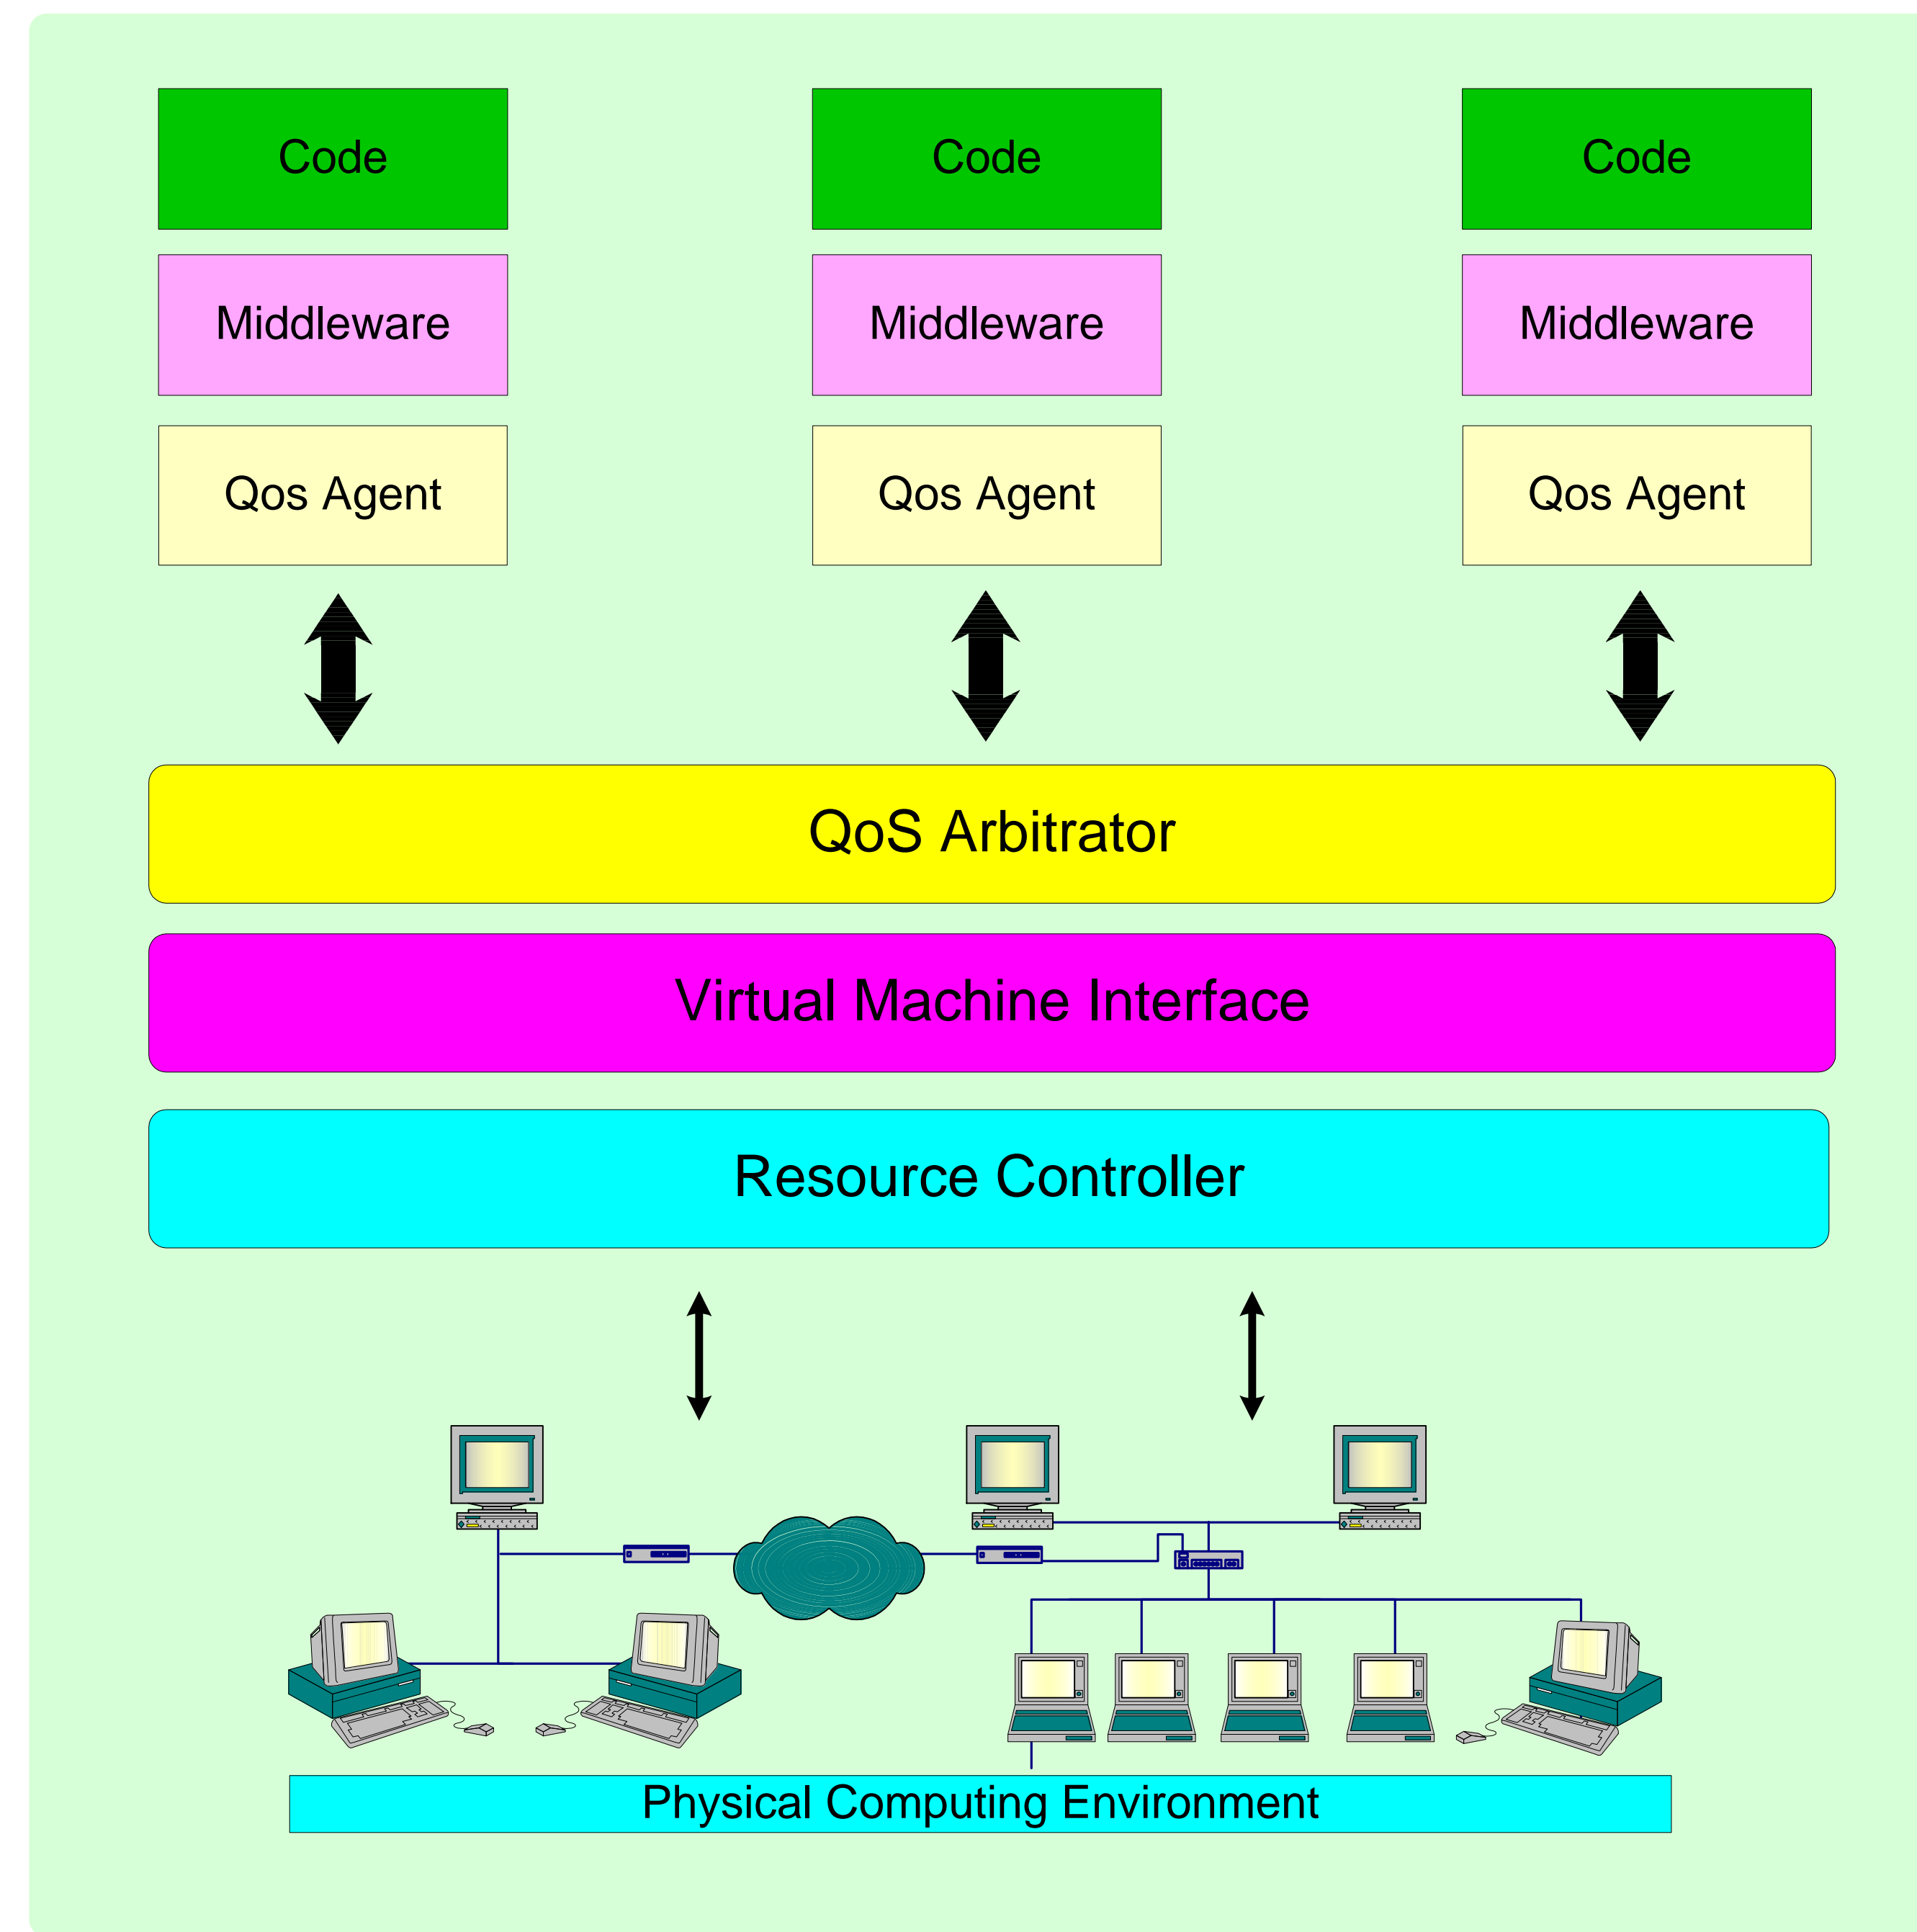 Code
Code
Code
Middleware
Middleware
Middleware
Qos Agent
Qos Agent
Qos Agent
QoS Arbitrator
Virtual Machine Interface
Resource Controller
Physical Computing Environment